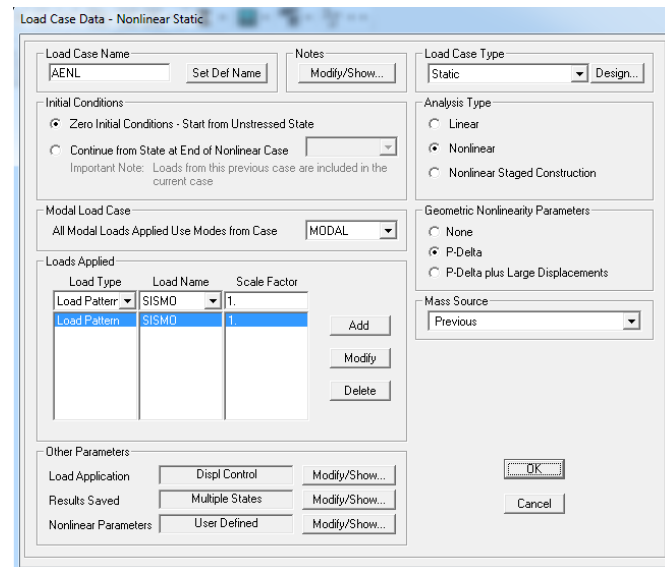 Load Case Data - Nonlinear Static
Load Case Name
AENL
Set Def Name
Notes
Modify/Show...
Load Case Type
Static
Design...
Initial Conditions
Zero Initial Conditions - Start from Unstressed State
Continue from State at End of Nonlinear Case
Important Note: Loads from this previous case are included in the
current case
Analysis Type
Linear
Nonlinear
Nonlinear Staged Construction
Modal Load Case
All Modal Loads Applied Use Modes from Case
MODAL
Geometric Nonlinearity Parameters
None
P-Delta
P-Delta plus Large Displacements
Loads Applied
Load Type Load Name Scale Factor
Load Pattern SISMO 1.
Load Pattern SISMO 1.
Add
Modify
Delete
Mass Source
Previous
Other Parameters
Load Application Displ Control Modify/Show...
Results Saved Multiple States Modify/Show...
Nonlinear Parameters User Defined Modify/Show...
OK
Cancel